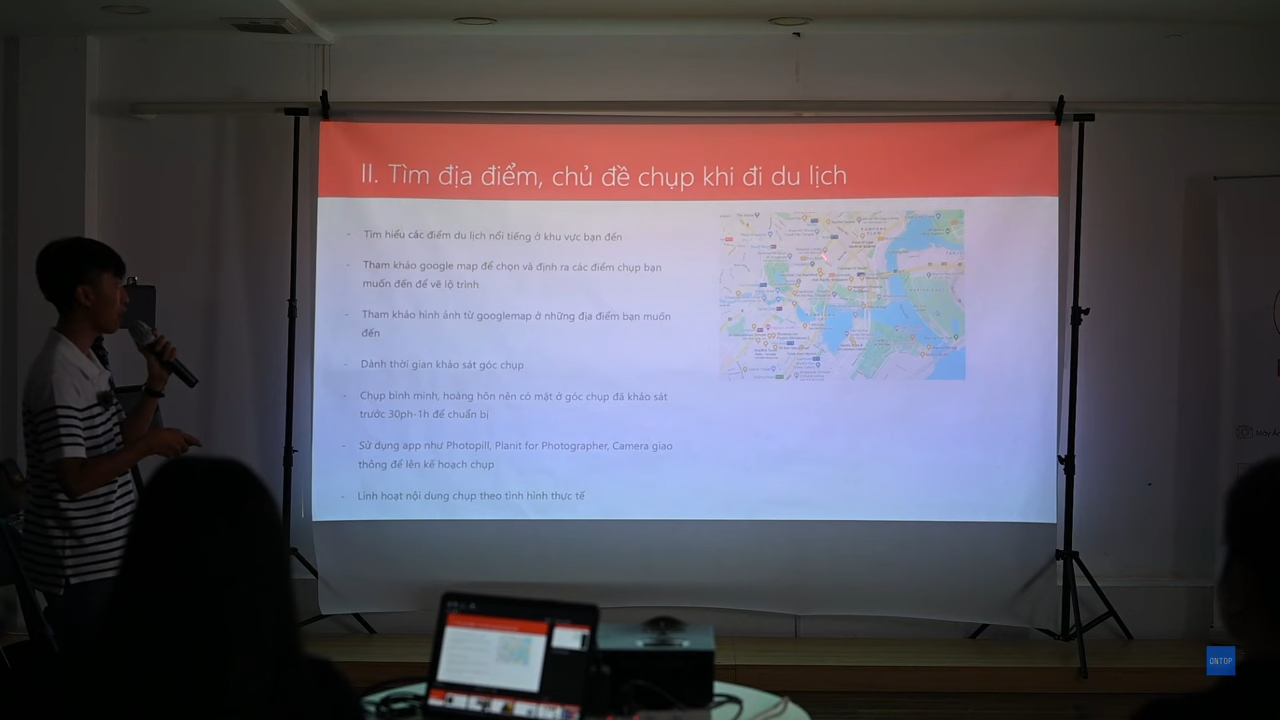 II. Tìm địa điểm, chủ đề chụp khi đi du lịch
- Tìm hiểu các điểm du lịch nổi tiếng ở khu vực bạn đến
- Tham khảo google map để chọn và định ra các điểm chụp bạn
muốn đến để vẽ lộ trình
- Tham khảo hình ảnh từ googlemap ở những địa điểm bạn muốn
đến
- Dành thời gian khảo sát góc chụp
- Chụp bình minh, hoàng hôn nên có mặt ở góc chụp đã khảo sát
trước 30ph-1h để chuẩn bị
- Sử dụng app như Photopill, Planit for Photographer, Camera giao
thông để lên kế hoạch chụp
- Linh hoạt nội dung chụp theo tình hình thực tế
ONTOP